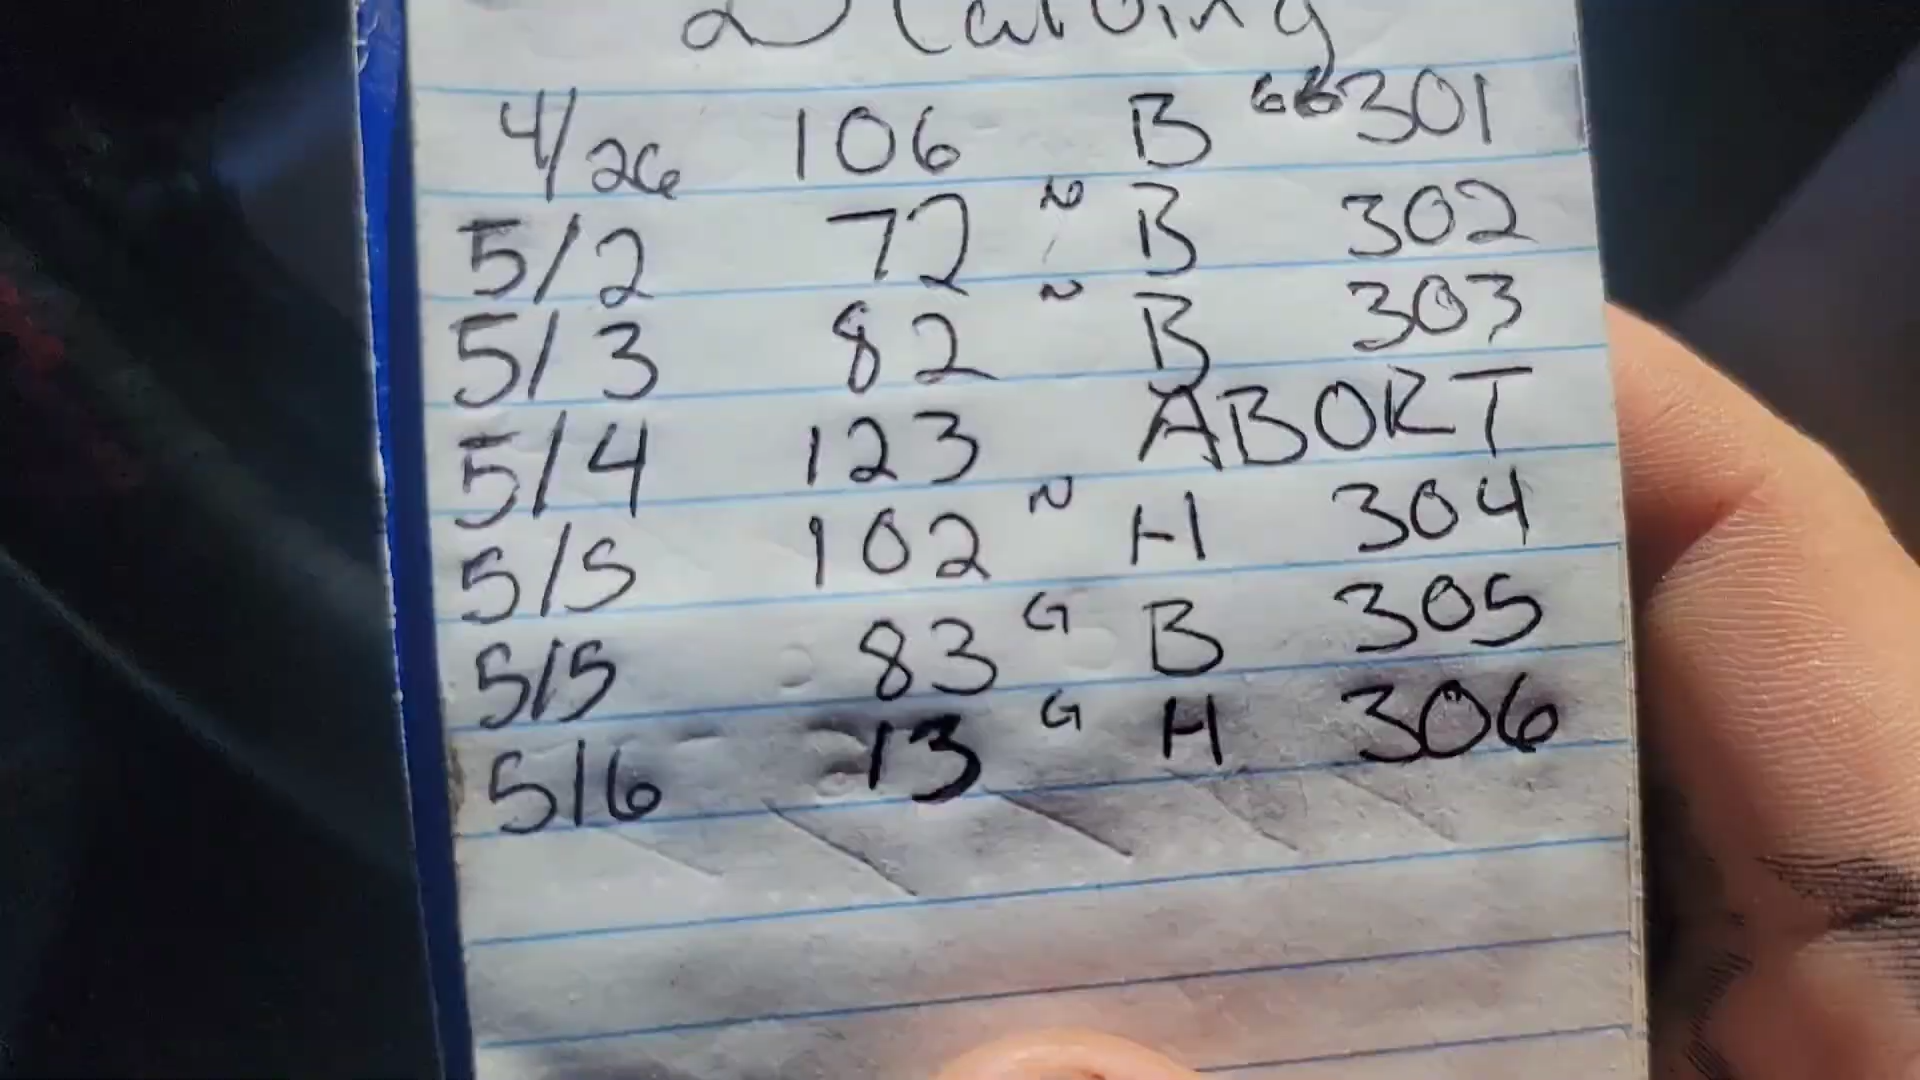 Calving
4/26 106 B 301
5/2 72 N B 302
5/3 82 N B 303
5/4 123 ABORT
5/5 102 N H 304
5/5 83 G B 305
5/6 13 G H 306